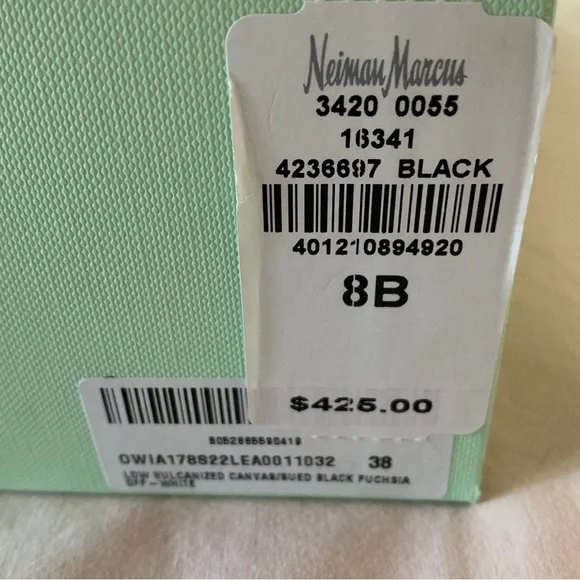 Neiman Marcus
3420 0055
16341
4236697 BLACK
401210894920
8B
$425.00
8052865590419
OWIA178S22LEA0011032 38
LOW VULCANIZED CANVAS/SUED BLACK FUCHSIA
OFF-WHITE